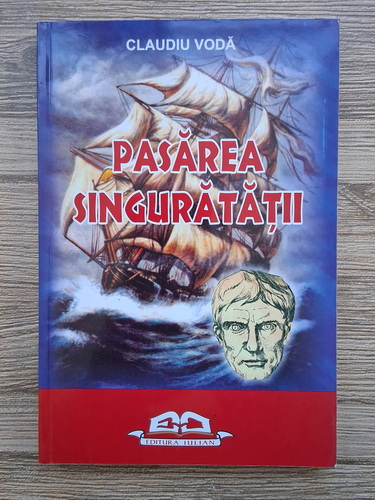 CLAUDIU VODĂ
PASĂREA
SINGURĂTĂȚII
EDITURA IULIAN